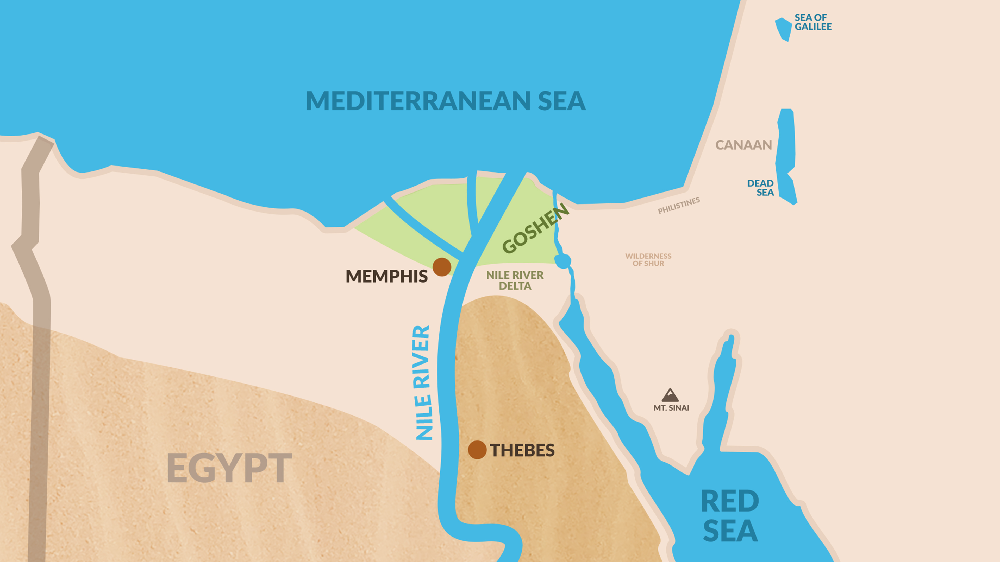 SEA OF
GALILEE
MEDITERRANEAN SEA
CANAAN
DEAD
SEA
PHILISTINES
GOSHEN
WILDERNESS
OF SHUR
MEMPHIS
NILE RIVER
DELTA
NILE RIVER
MT. SINAI
THEBES
EGYPT
RED
SEA